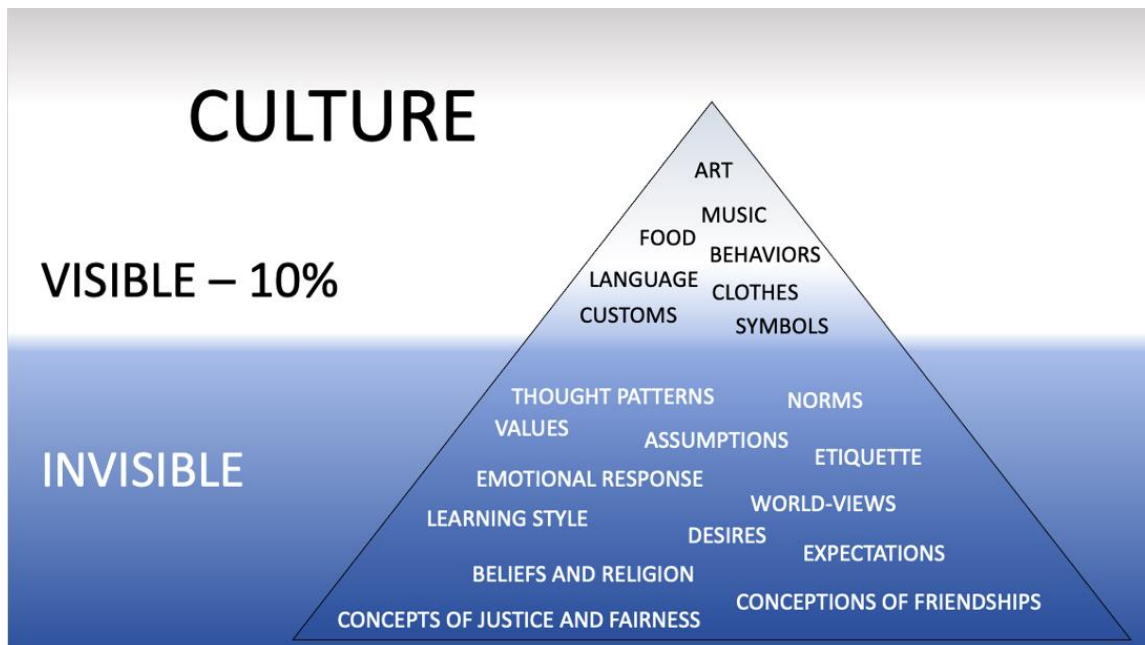 CULTURE
ART
MUSIC
FOOD
BEHAVIORS
VISIBLE – 10%
LANGUAGE
CLOTHES
CUSTOMS
SYMBOLS
THOUGHT PATTERNS
NORMS
VALUES
ASSUMPTIONS
ETIQUETTE
INVISIBLE
EMOTIONAL RESPONSE
WORLD-VIEWS
LEARNING STYLE
DESIRES
EXPECTATIONS
BELIEFS AND RELIGION
CONCEPTIONS OF FRIENDSHIPS
CONCEPTS OF JUSTICE AND FAIRNESS